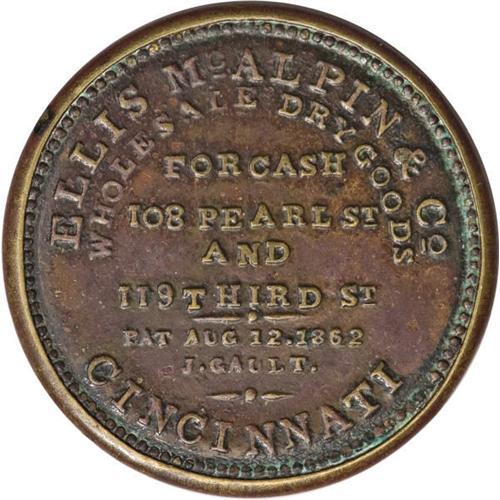 ELLIS McALPIN & Co
WHOLESALE DRY GOODS
FOR CASH
108 PEARL ST
AND
119 THIRD ST
PAT AUG 12.1862
J.GAULT.
CINCINNATI